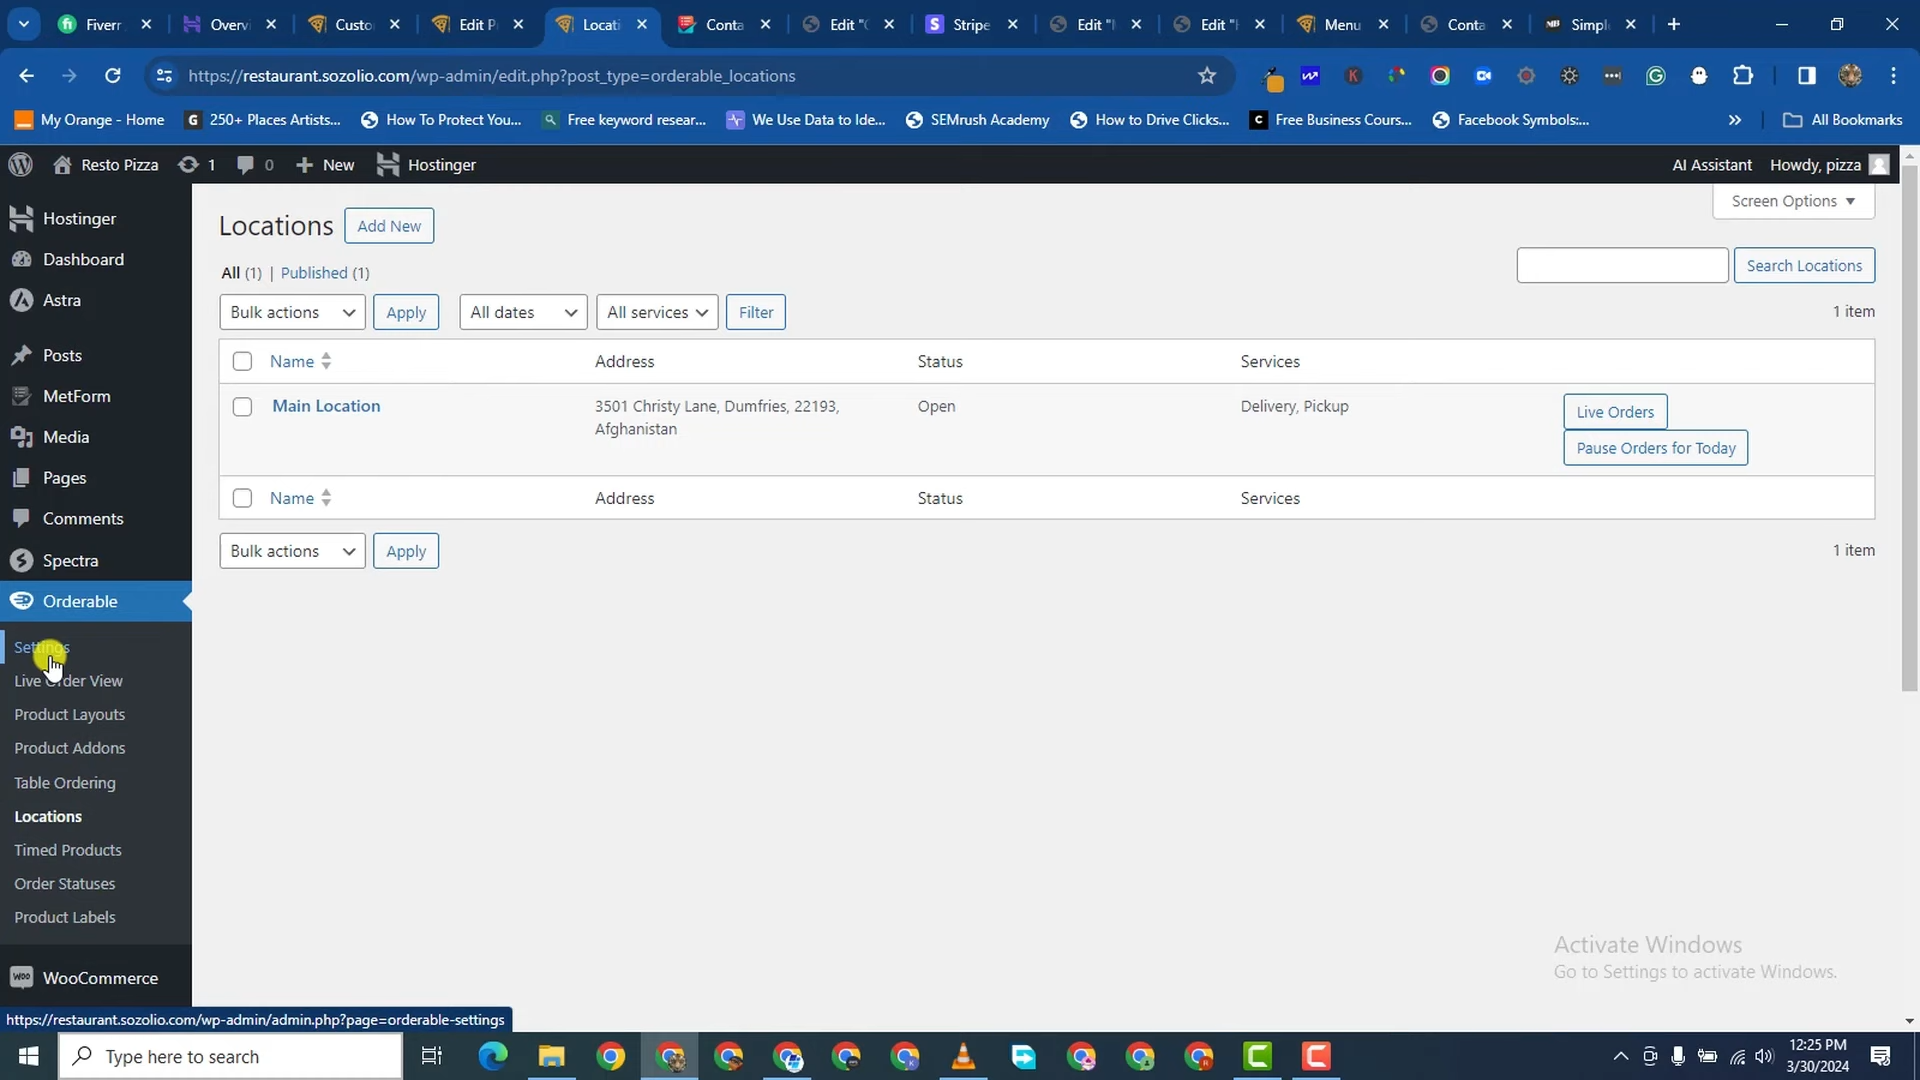 Fiverr
Overv
Custo
Edit P
Locati
Conta
Edit "C
Stripe
Edit "I
Edit "I
Menu
Conta
Simpl
https://restaurant.sozolio.com/wp-admin/edit.php?post_type=orderable_locations
My Orange - Home
250+ Places Artists...
How To Protect You...
Free keyword resear...
We Use Data to Ide...
SEMrush Academy
How to Drive Clicks...
Free Business Cours...
Facebook Symbols:...
»
All Bookmarks
Resto Pizza
1
0
New
Hostinger
AI Assistant
Howdy, pizza
Hostinger
Dashboard
Astra
Posts
MetForm
Media
Pages
Comments
Spectra
Orderable
Settings
Live Order View
Product Layouts
Product Addons
Table Ordering
Locations
Timed Products
Order Statuses
Product Labels
WooCommerce
Screen Options
Locations
Add New
All (1) | Published (1)
Search Locations
Bulk actions
Apply
All dates
All services
Filter
1 item
Name
Address
Status
Services
Main Location
3501 Christy Lane, Dumfries, 22193,
Afghanistan
Open
Delivery, Pickup
Live Orders
Pause Orders for Today
Name
Address
Status
Services
Bulk actions
Apply
1 item
Activate Windows
Go to Settings to activate Windows.
https://restaurant.sozolio.com/wp-admin/admin.php?page=orderable-settings
Type here to search
12:25 PM
3/30/2024